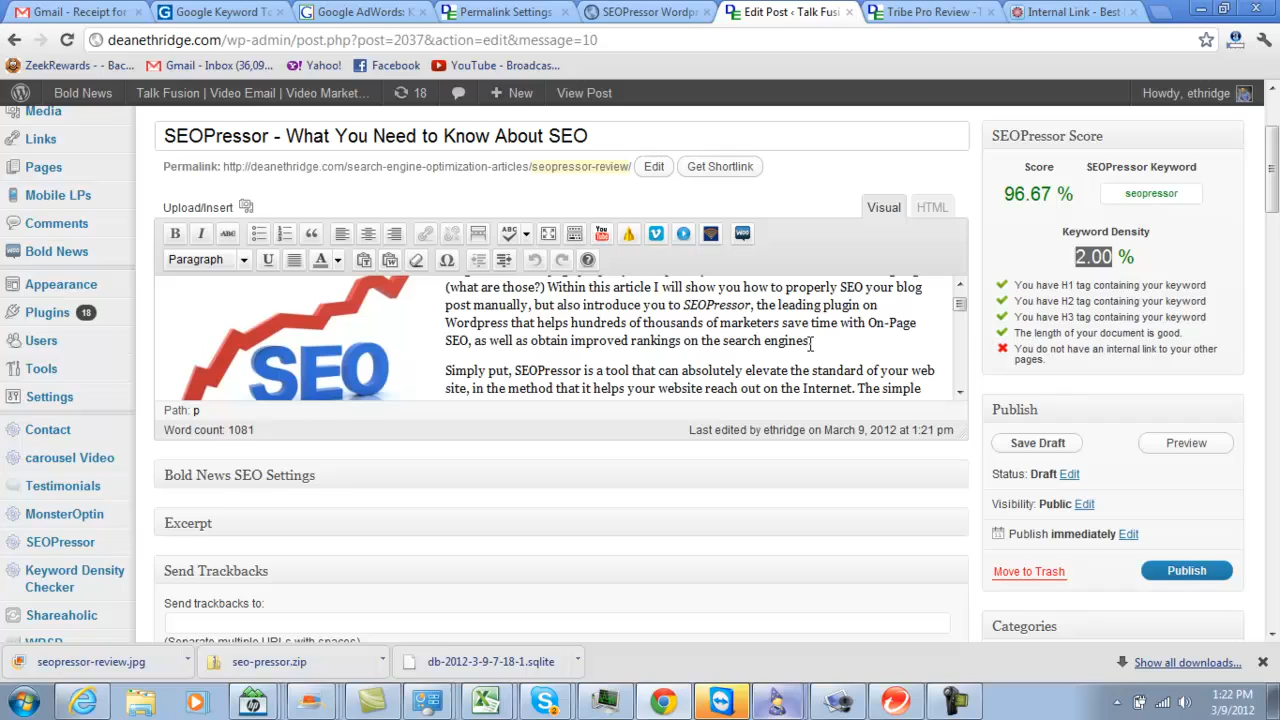 Gmail - Receipt for
Google Keyword T
Google AdWords: K
Permalink Settings
SEOPressor Wordpr
Edit Post ‹ Talk Fusi
Tribe Pro Review - T
Internal Link - Best
deanethridge.com/wp-admin/post.php?post=2037&action=edit&message=10
ZeekRewards - - Bac...
Gmail - Inbox (36,09...
Yahoo!
Facebook
YouTube - Broadcas...
Bold News
Talk Fusion | Video Email | Video Market...
18
New
View Post
Howdy, ethridge
Media
Links
Pages
Mobile LPs
Comments
Bold News
Appearance
Plugins 18
Users
Tools
Settings
Contact
carousel Video
Testimonials
MonsterOptin
SEOPressor
Keyword Density
Checker
Shareaholic
SEOPressor - What You Need to Know About SEO
Permalink: http://deanethridge.com/search-engine-optimization-articles/seopressor-review/ Edit Get Shortlink
Upload/Insert
Visual
HTML
B I ABC
ABC
You Tube
Paragraph
U
A
Ω
(what are those?) Within this article I will show you how to properly SEO your blog
post manually, but also introduce you to SEOPressor, the leading plugin on
Wordpress that helps hundreds of thousands of marketers save time with On-Page
SEO, as well as obtain improved rankings on the search engines
Simply put, SEOPressor is a tool that can absolutely elevate the standard of your web
site, in the method that it helps your website reach out on the Internet. The simple
SEO
Path: p
Word count: 1081
Last edited by ethridge on March 9, 2012 at 1:21 pm
Bold News SEO Settings
Excerpt
Send Trackbacks
Send trackbacks to:
(Separate multiple URLs with spaces)
SEOPressor Score
Score
SEOPressor Keyword
96.67 %
seopressor
Keyword Density
2.00 %
You have H1 tag containing your keyword
You have H2 tag containing your keyword
You have H3 tag containing your keyword
The length of your document is good.
You do not have an internal link to your other
pages.
Publish
Save Draft
Preview
Status: Draft Edit
Visibility: Public Edit
Publish immediately Edit
Move to Trash
Publish
Categories
seopressor-review.jpg
seo-pressor.zip
db-2012-3-9-7-18-1.sqlite
Show all downloads...
1:22 PM
3/9/2012